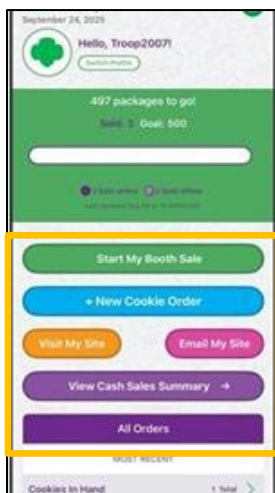 September 24, 2025
Hello, Troop2007!
Switch Profile
497 packages to go!
Sold: 3 Goal: 500
Start My Booth Sale
+ New Cookie Order
Visit My Site
Email My Site
View Cash Sales Summary →
All Orders
MOST RECENT
Cookies In Hand
1 Total